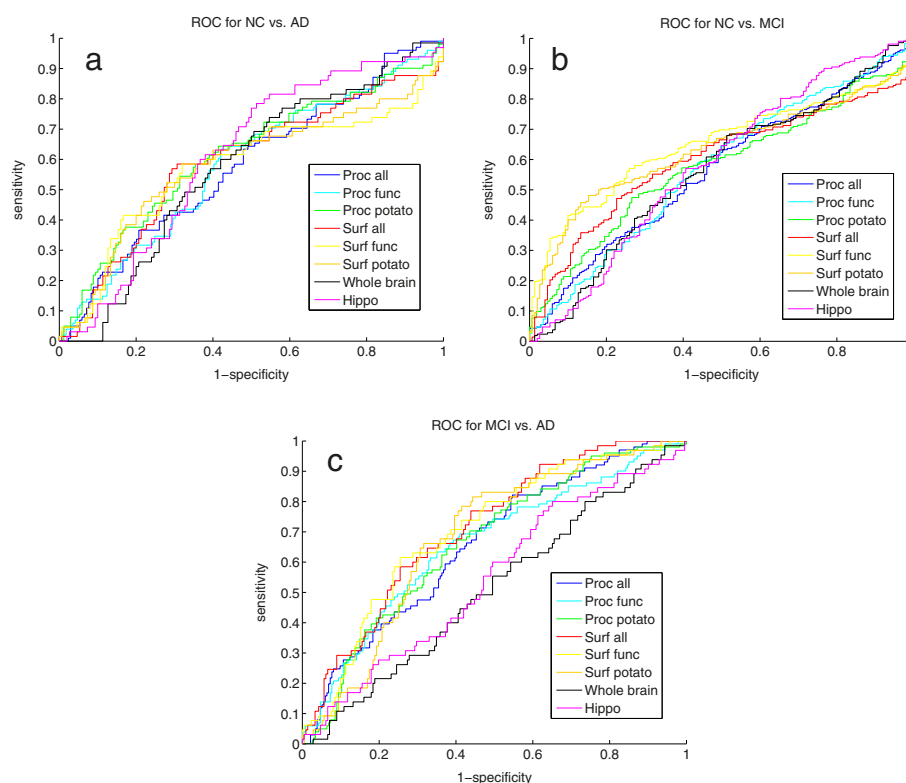 ROC for NC vs. AD
a
1
0.9
0.8
0.7
0.6
0.5
0.4
0.3
0.2
0.1
0
sensitivity
Proc all
Proc func
Proc potato
Surf all
Surf func
Surf potato
Whole brain
Hippo
0 0.2 0.4 0.6 0.8 1
1−specificity
ROC for NC vs. MCI
b
1
0.9
0.8
0.7
0.6
0.5
0.4
0.3
0.2
0.1
0
sensitivity
Proc all
Proc func
Proc potato
Surf all
Surf func
Surf potato
Whole brain
Hippo
0 0.2 0.4 0.6 0.8
1−specificity
ROC for MCI vs. AD
c
1
0.9
0.8
0.7
0.6
0.5
0.4
0.3
0.2
0.1
0
sensitivity
Proc all
Proc func
Proc potato
Surf all
Surf func
Surf potato
Whole brain
Hippo
0 0.2 0.4 0.6 0.8 1
1−specificity